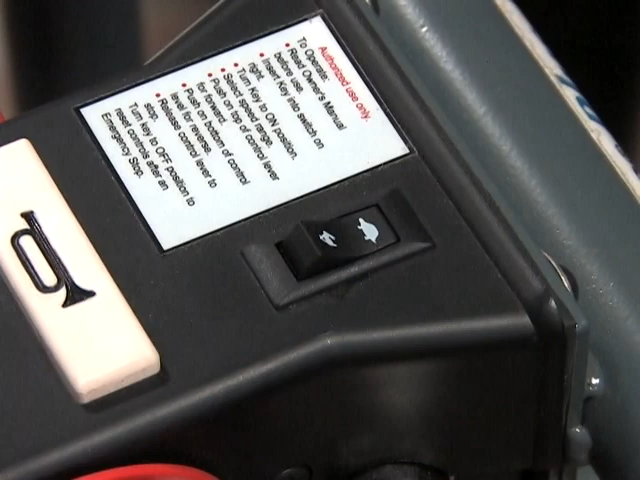 Authorized use only.
To Operate:
• Read Owner's Manual
before use.
• Insert Key into switch on
right.
• Turn Key to ON position.
• Select speed range.
• Push on top of control lever
for forward.
• Push on bottom of control
lever for reverse.
• Release control lever to
stop.
Turn key to OFF position to
reset controls after an
Emergency Stop.